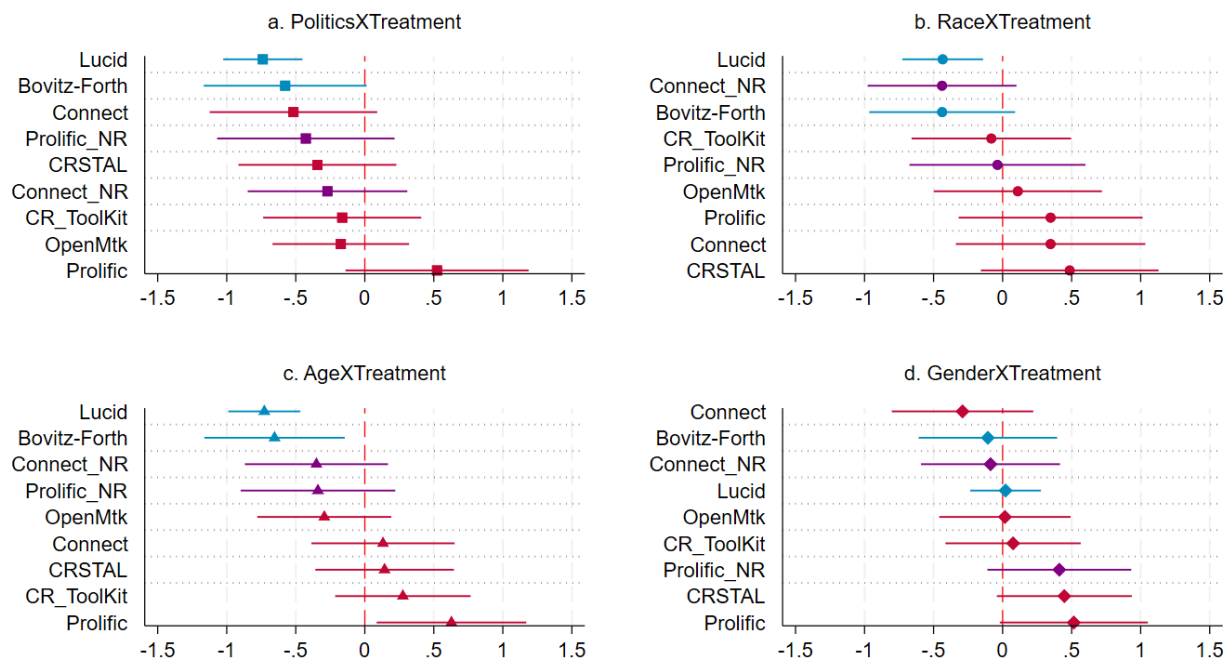 a. PoliticsXTreatment
Lucid
Bovitz-Forth
Connect
Prolific_NR
CRSTAL
Connect_NR
CR_ToolKit
OpenMtk
Prolific
-1.5 -1 -.5 0 .5 1 1.5
b. RaceXTreatment
Lucid
Connect_NR
Bovitz-Forth
CR_ToolKit
Prolific_NR
OpenMtk
Prolific
Connect
CRSTAL
-1.5 -1 -.5 0 .5 1 1.5
c. AgeXTreatment
Lucid
Bovitz-Forth
Connect_NR
Prolific_NR
OpenMtk
Connect
CRSTAL
CR_ToolKit
Prolific
-1.5 -1 -.5 0 .5 1 1.5
d. GenderXTreatment
Connect
Bovitz-Forth
Connect_NR
Lucid
OpenMtk
CR_ToolKit
Prolific_NR
CRSTAL
Prolific
-1.5 -1 -.5 0 .5 1 1.5